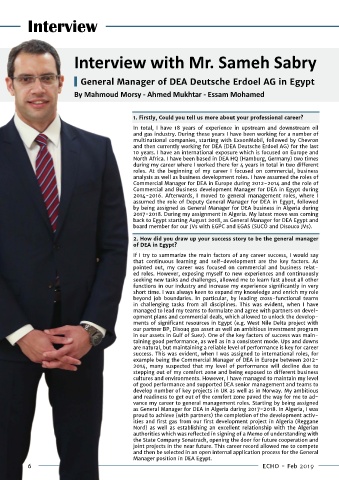 Interview
Interview with Mr. Sameh Sabry
General Manager of DEA Deutsche Erdoel AG in Egypt
By Mahmoud Morsy - Ahmed Mukhtar - Essam Mohamed
1. Firstly, Could you tell us more about your professional career?
In total, I have 18 years of experience in upstream and downstream oil
and gas industry. During these years I have been working for a number of
multinational companies, starting with ExxonMobil, followed by Chevron
and then currently working for DEA (DEA Deutsche Erdoel AG) for the last
10 years. I have an international exposure which is focused on Europe and
North Africa. I have been based in DEA HQ (Hamburg, Germany) two times
during my career where I worked there for 4 years in total in two different
roles. At the beginning of my career I focused on commercial, business
analysis as well as business development roles. I have assumed the roles of
Commercial Manager for DEA in Europe during 2012-2014 and the role of
Commercial and Business development Manager for DEA in Egypt during
2014-2016. Afterwards, I moved to general management roles, where I
assumed the role of Deputy General Manager for DEA in Egypt, followed
by being assigned as General Manager for DEA business in Algeria during
2017-2018. During my assignment in Algeria. My latest move was coming
back to Egypt starting August 2018, as General Manager for DEA Egypt and
board member for our JVs with EGPC and EGAS (SUCO and Disouco JVs).
2. How did you draw up your success story to be the general manager
of DEA in Egypt?
If I try to summarize the main factors of any career success, I would say
that continuous learning and self-development are the key factors. As
pointed out, my career was focused on commercial and business relat-
ed roles. However, exposing myself to new experiences and continuously
seeking new tasks and challenges, allowed me to learn fast about all other
functions in our industry and increase my experience significantly in very
short time. I was always keen to expand my knowledge and enrich my role
beyond job boundaries. In particular, by leading cross-functional teams
in challenging tasks from all disciplines. This was evident, when I have
managed to lead my teams to formulate and agree with partners on devel-
opment plans and commercial deals, which allowed to unlock the develop-
ments of significant resources in Egypt (e.g. West Nile Delta project with
our partner BP, Disouq gas asset as well as ambitious investment program
in our assets in Gulf of Suez). One of the key factors of success was main-
taining good performance, as well as in a consistent mode. Ups and downs
are natural, but maintaining a reliable level of performance is key for career
success. This was evident, when I was assigned to international roles, for
example being the Commercial Manager of DEA in Europe between 2012-
2014, many suspected that my level of performance will decline due to
stepping out of my comfort zone and being exposed to different business
cultures and environments. However, I have managed to maintain my level
of good performance and supported DEA senior management and teams to
develop number of key projects in UK as well as in Norway. My ambitious
and readiness to get out of the comfort zone paved the way for me to ad-
vance my career to general manager roles. Starting by being assigned
as General Manager for DEA in Algeria during 2017-2018. In Algeria, I was
proud to achieve (with partners) the completion of the development activ-
ities and first gas from our first development project in Algeria (Reggane
Nord) as well as establishing an excellent relationship with the Algerian
authorities which was reflected in signing of a Memo of understanding with
the State Company Sonatrach, opening the door for future cooperation and
joint projects in the near future. This career record allowed me to compete
and then be selected in an open internal application process for the General
Manager position in DEA Egypt.
6
ECHO - Feb 2019